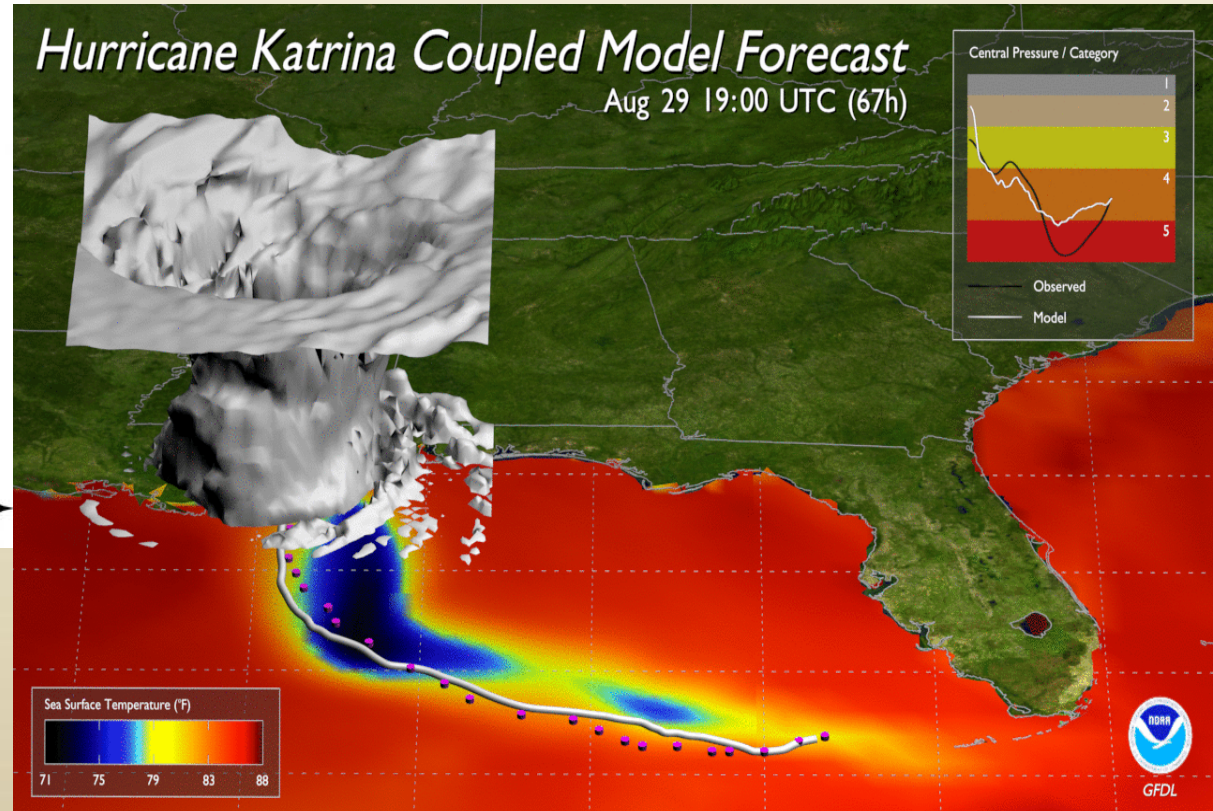 Hurricane Katrina Coupled Model Forecast
Aug 29 19:00 UTC (67h)
Central Pressure / Category
1
2
3
4
5
Observed
Model
Sea Surface Temperature (°F)
71 75 79 83 88
NOAA
GFDL